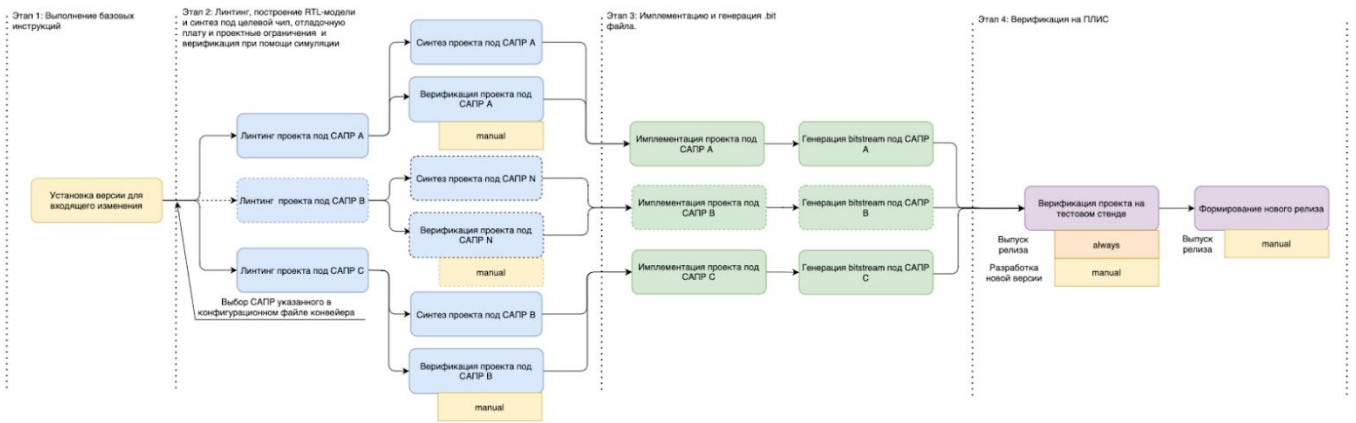 Этап 1: Выполнение базовых
инструкций
Этап 2: Линтинг, построение RTL-модели
и синтез под целевой чип, отладочную
плату и проектные ограничения и
верификация при помощи симуляции
Этап 3: Имплементацию и генерация .bit
файла.
Этап 4: Верификация на ПЛИС
Установка версии для
входящего изменения
Выбор САПР указанного в
конфигурационном файле конвейера
Линтинг проекта под САПР A
Линтинг проекта под САПР B
Линтинг проекта под САПР C
Синтез проекта под САПР A
Верификация проекта под
САПР A
manual
Синтез проекта под САПР N
Верификация проекта под
САПР N
manual
Синтез проекта под САПР B
Верификация проекта под
САПР B
manual
Имплементация проекта под
САПР A
Генерация bitstream под САПР
A
Имплементация проекта под
САПР B
Генерация bitstream под САПР
B
Имплементация проекта под
САПР C
Генерация bitstream под САПР
C
Верификация проекта на
тестовом стенде
Выпуск
релиза
always
Разработка
новой версии
manual
Формирование нового релиза
Выпуск
релиза
manual